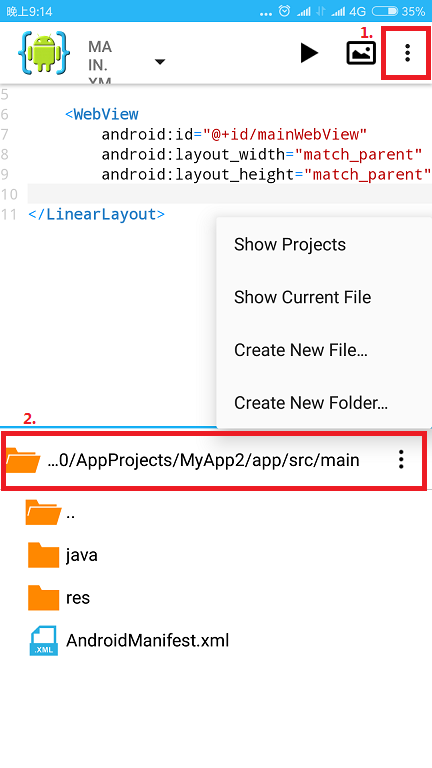 晚上9:14
... 4G 35%
1.
MA
IN.
XM
5
6 <WebView
7 android:id="@+id/mainWebView"
8 android:layout_width="match_parent"
9 android:layout_height="match_parent"
10
11 </LinearLayout>
Show Projects
Show Current File
Create New File...
Create New Folder...
2.
...0/AppProjects/MyApp2/app/src/main
..
java
res
.XML AndroidManifest.xml